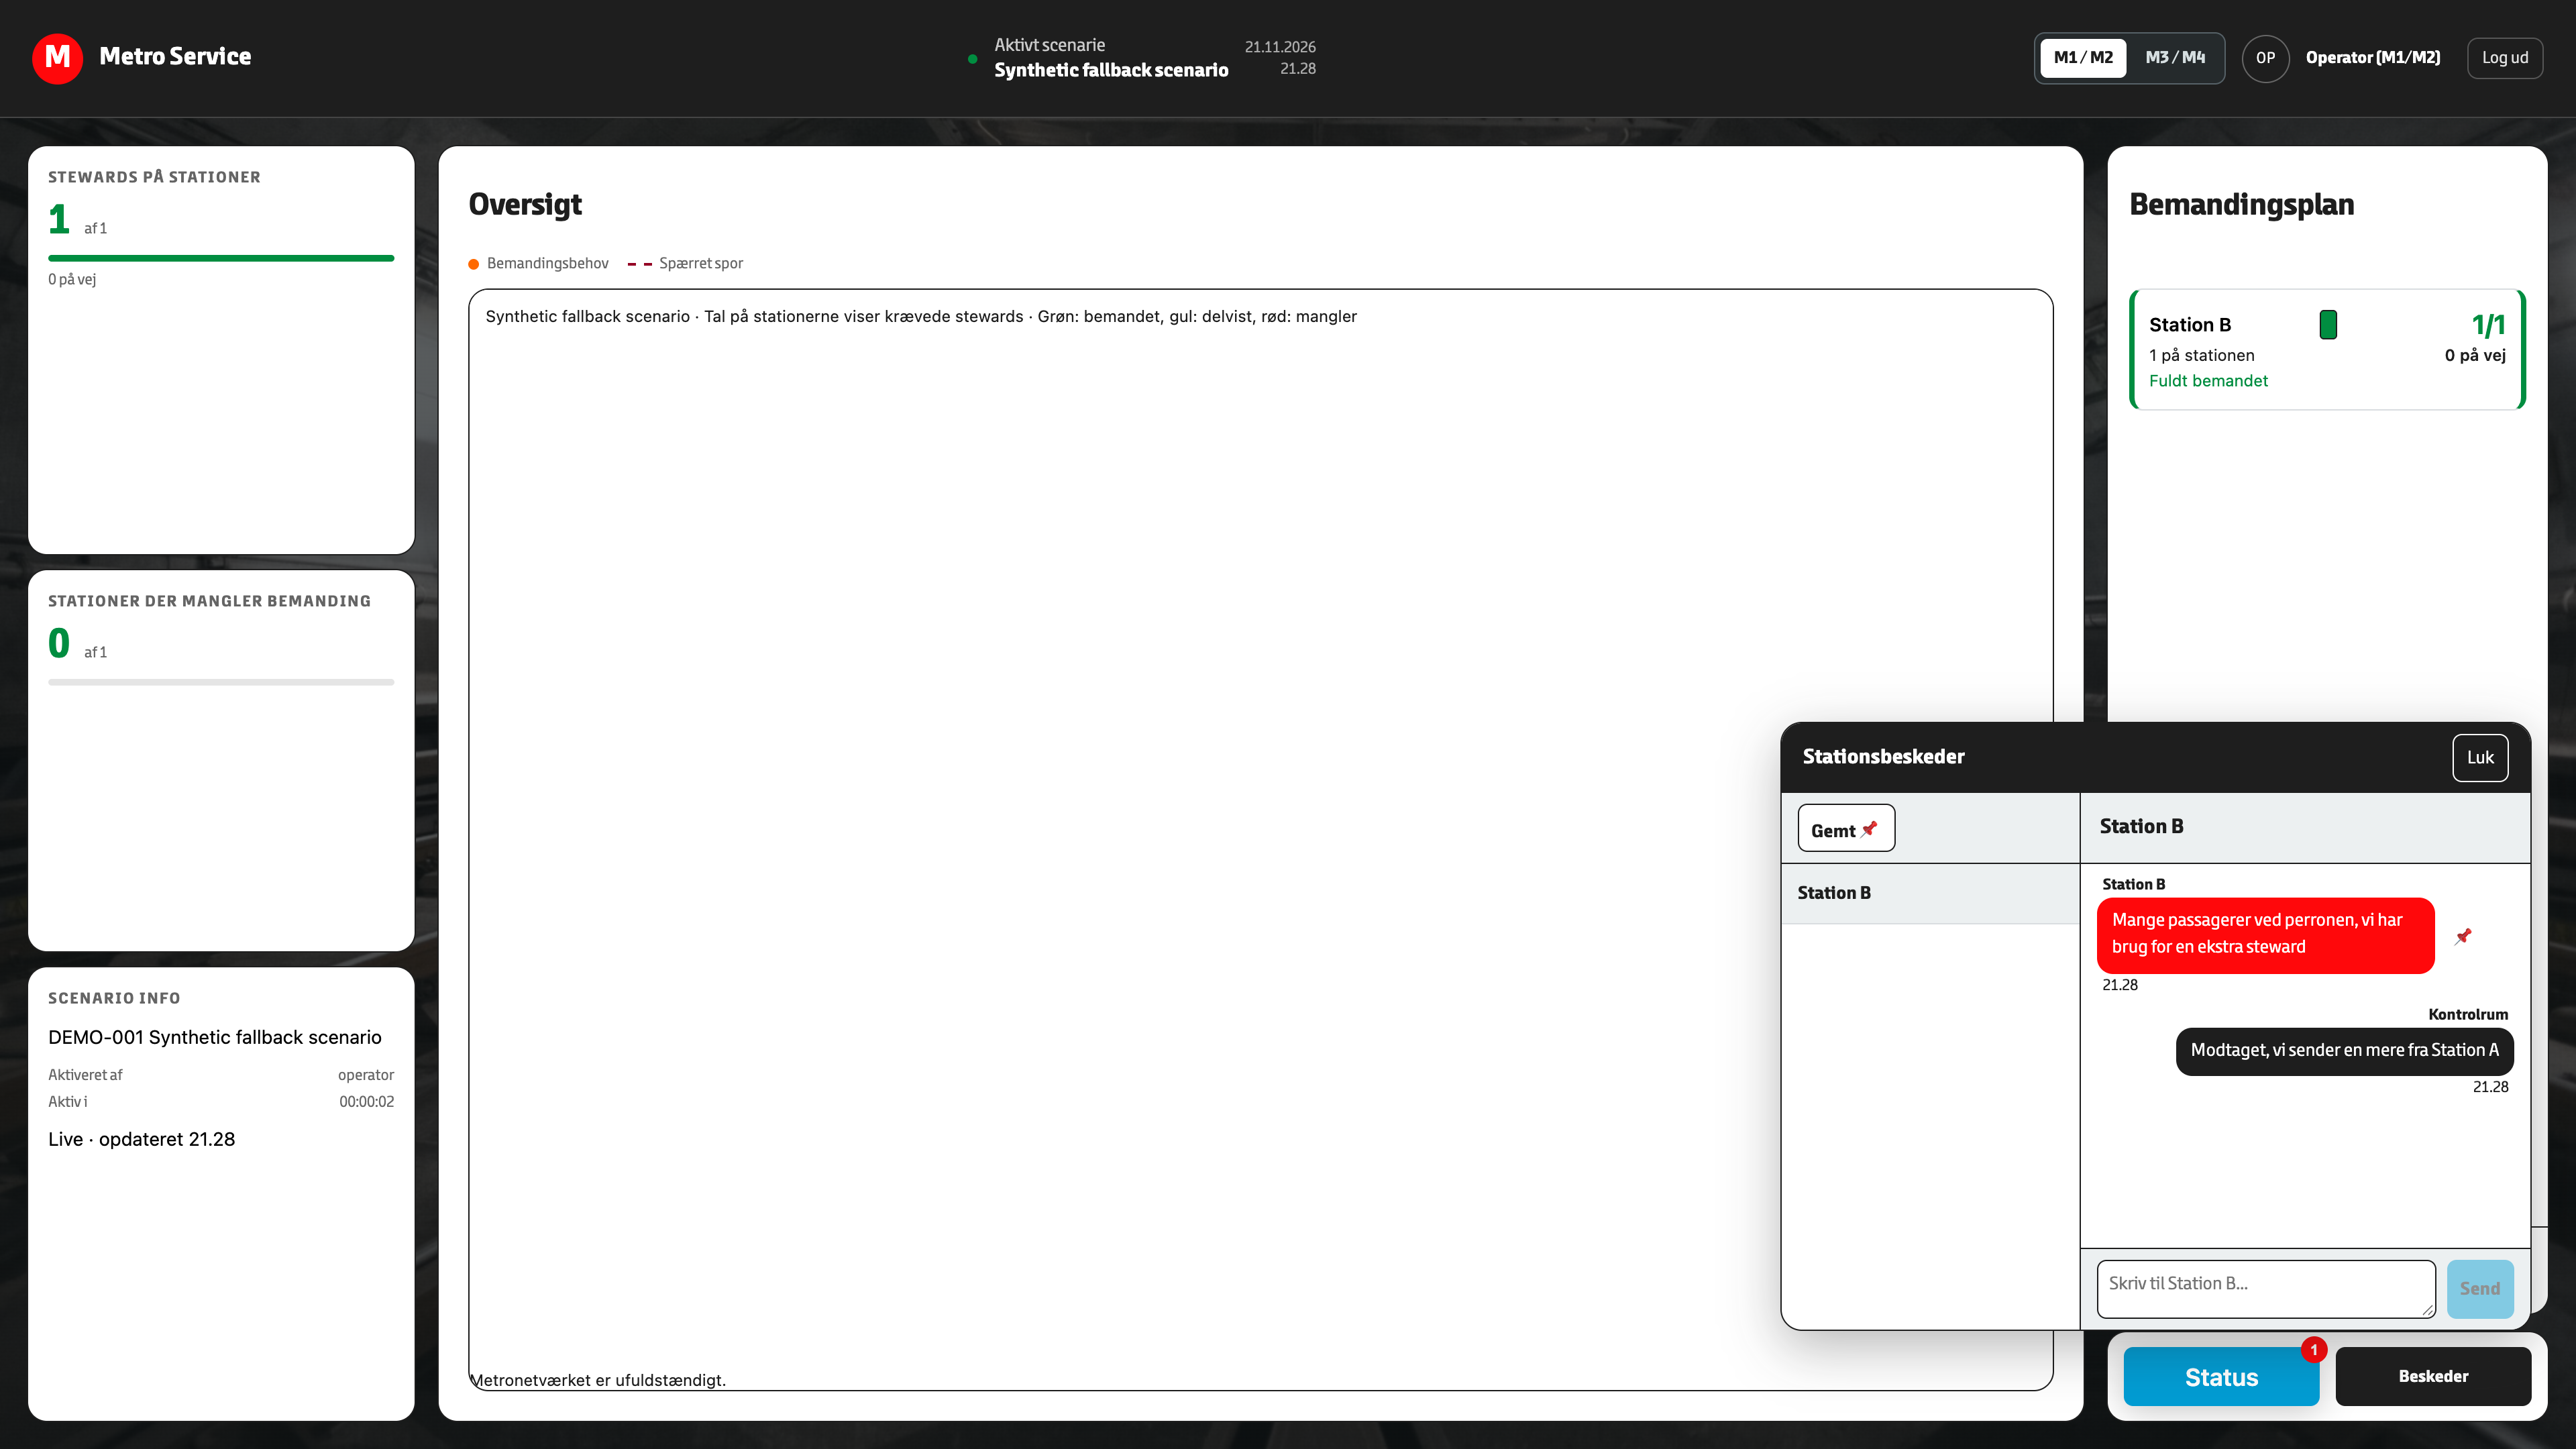 M
Metro Service
Aktivt scenarie
Synthetic fallback scenario
21.11.2026
21.28
M1 / M2
M3 / M4
OP
Operator (M1/M2)
Log ud
STEWARDS PÅ STATIONER
1 af 1
0 på vej
STATIONER DER MANGLER BEMANDING
0 af 1
SCENARIO INFO
DEMO-001 Synthetic fallback scenario
Aktiveret af operator
Aktiv i 00:00:02
Live · opdateret 21.28
Oversigt
Bemandingsbehov
Spærret spor
Synthetic fallback scenario · Tal på stationerne viser krævede stewards · Grøn: bemandet, gul: delvist, rød: mangler
Metronetværket er ufuldstændigt.
Bemandingsplan
Station B 1/1
1 på stationen 0 på vej
Fuldt bemandet
Stationsbeskeder
Luk
Gemt
Station B
Station B
Station B
Mange passagerer ved perronen, vi har
brug for en ekstra steward
21.28
Kontrolrum
Modtaget, vi sender en mere fra Station A
21.28
Skriv til Station B...
Send
Status
1
Beskeder